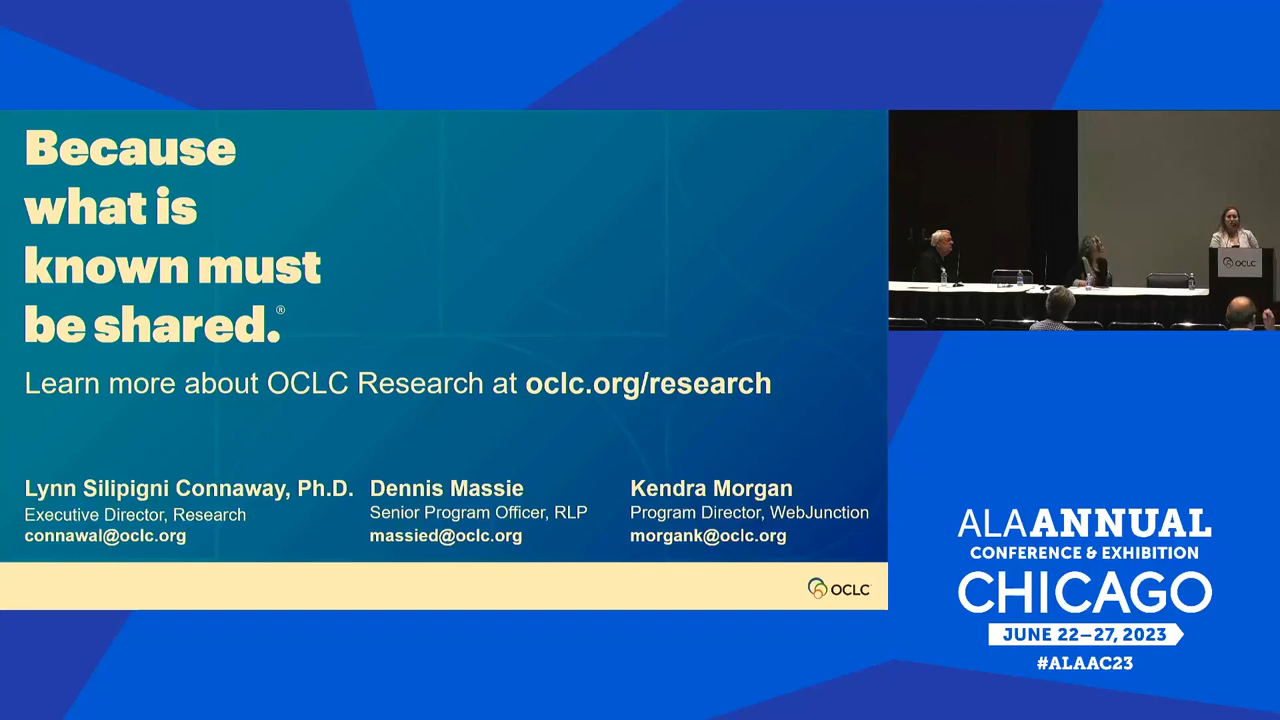 Because
what is
known must
be shared.®
Learn more about OCLC Research at oclc.org/research
Lynn Silipigni Connaway, Ph.D.
Executive Director, Research
connawal@oclc.org
Dennis Massie
Senior Program Officer, RLP
massied@oclc.org
Kendra Morgan
Program Director, WebJunction
morgank@oclc.org
OCLC
OCLC
ALA ANNUAL
CONFERENCE & EXHIBITION
CHICAGO
JUNE 22–27, 2023
#ALAAC23